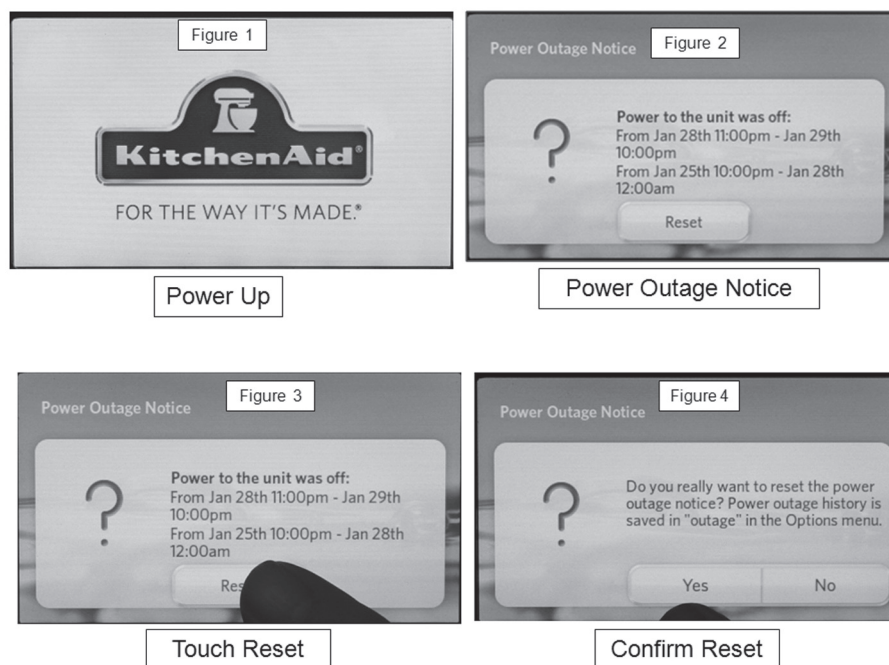 Figure 1
KitchenAid®
FOR THE WAY IT'S MADE.®
Power Up
Power Outage Notice
Figure 2
Power to the unit was off:
From Jan 28th 11:00pm - Jan 29th
10:00pm
From Jan 25th 10:00pm - Jan 28th
12:00am
Reset
Power Outage Notice
Figure 3
Power Outage Notice
?
Power to the unit was off:
From Jan 28th 11:00pm - Jan 29th
10:00pm
From Jan 25th 10:00pm - Jan 28th
12:00am
Res
Touch Reset
Figure 4
Power Outage Notice
?
Do you really want to reset the power
outage notice? Power outage history is
saved in "outage" in the Options menu.
Yes No
Confirm Reset